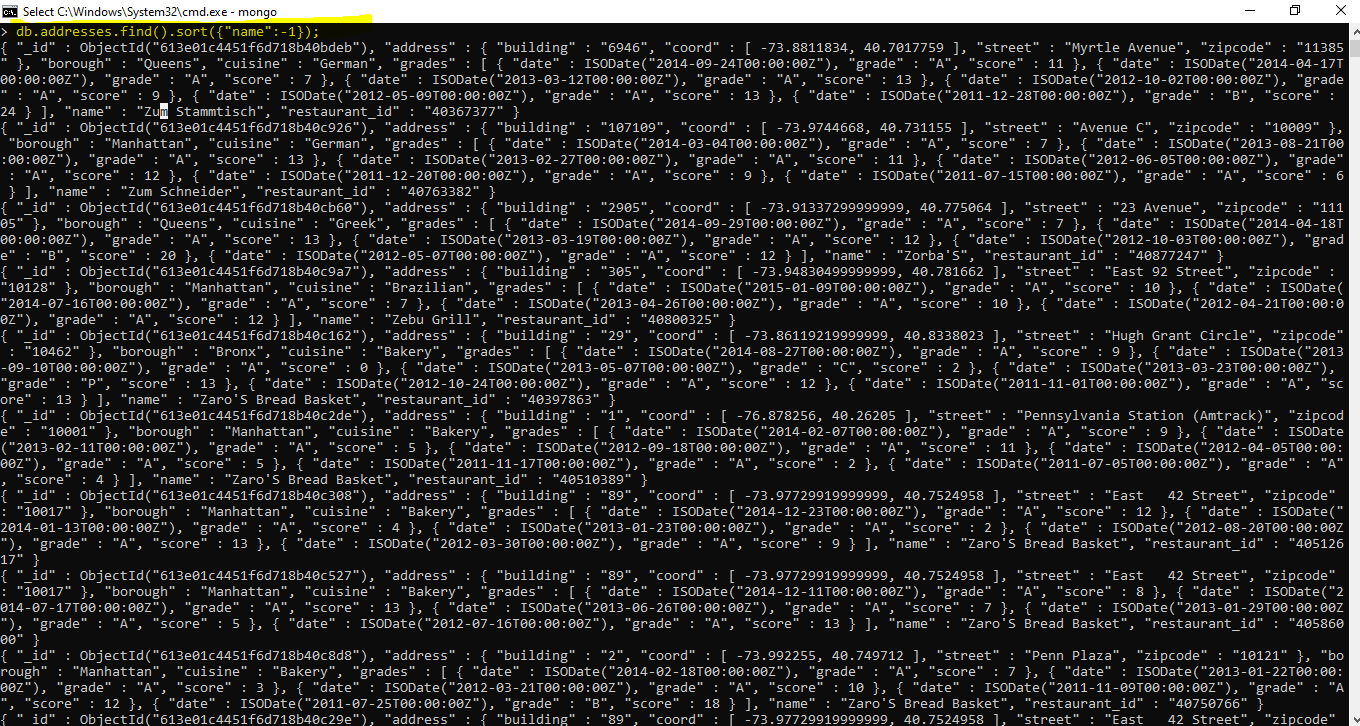 Select C:\Windows\System32\cmd.exe - mongo
> db.addresses.find().sort({"name":-1});
{ "_id" : ObjectId("613e01c4451f6d718b40bdeb"), "address" : { "building" : "6946", "coord" : [ -73.8811834, 40.7017759 ], "street" : "Myrtle Avenue", "zipcode" : "11385
" }, "borough" : "Queens", "cuisine" : "German", "grades" : [ { "date" : ISODate("2014-09-24T00:00:00Z"), "grade" : "A", "score" : 11 }, { "date" : ISODate("2014-04-17T
00:00:00Z"), "grade" : "A", "score" : 7 }, { "date" : ISODate("2013-03-12T00:00:00Z"), "grade" : "A", "score" : 13 }, { "date" : ISODate("2012-10-02T00:00:00Z"), "grade
" : "A", "score" : 9 }, { "date" : ISODate("2012-05-09T00:00:00Z"), "grade" : "A", "score" : 13 }, { "date" : ISODate("2011-12-28T00:00:00Z"), "grade" : "B", "score" :
24 } ], "name" : "Zum Stammtisch", "restaurant_id" : "40367377" }
{ "_id" : ObjectId("613e01c4451f6d718b40c926"), "address" : { "building" : "107109", "coord" : [ -73.9744668, 40.731155 ], "street" : "Avenue C", "zipcode" : "10009" },
"borough" : "Manhattan", "cuisine" : "German", "grades" : [ { "date" : ISODate("2014-03-04T00:00:00Z"), "grade" : "A", "score" : 7 }, { "date" : ISODate("2013-08-21T00
:00:00Z"), "grade" : "A", "score" : 13 }, { "date" : ISODate("2013-02-27T00:00:00Z"), "grade" : "A", "score" : 11 }, { "date" : ISODate("2012-06-05T00:00:00Z"), "grade"
: "A", "score" : 12 }, { "date" : ISODate("2011-12-20T00:00:00Z"), "grade" : "A", "score" : 9 }, { "date" : ISODate("2011-07-15T00:00:00Z"), "grade" : "A", "score" : 6
} ], "name" : "Zum Schneider", "restaurant_id" : "40763382" }
{ "_id" : ObjectId("613e01c4451f6d718b40cb60"), "address" : { "building" : "2905", "coord" : [ -73.91337299999999, 40.775064 ], "street" : "23 Avenue", "zipcode" : "111
05" }, "borough" : "Queens", "cuisine" : "Greek", "grades" : [ { "date" : ISODate("2014-09-29T00:00:00Z"), "grade" : "A", "score" : 7 }, { "date" : ISODate("2014-04-18T
00:00:00Z"), "grade" : "A", "score" : 13 }, { "date" : ISODate("2013-03-19T00:00:00Z"), "grade" : "A", "score" : 12 }, { "date" : ISODate("2012-10-03T00:00:00Z"), "grad
e" : "B", "score" : 20 }, { "date" : ISODate("2012-05-07T00:00:00Z"), "grade" : "A", "score" : 12 } ], "name" : "Zorba'S", "restaurant_id" : "40877247" }
{ "_id" : ObjectId("613e01c4451f6d718b40c9a7"), "address" : { "building" : "305", "coord" : [ -73.94830499999999, 40.781662 ], "street" : "East 92 Street", "zipcode" :
"10128" }, "borough" : "Manhattan", "cuisine" : "Brazilian", "grades" : [ { "date" : ISODate("2015-01-09T00:00:00Z"), "grade" : "A", "score" : 10 }, { "date" : ISODate(
"2014-07-16T00:00:00Z"), "grade" : "A", "score" : 7 }, { "date" : ISODate("2013-04-26T00:00:00Z"), "grade" : "A", "score" : 10 }, { "date" : ISODate("2012-04-21T00:00:0
0Z"), "grade" : "A", "score" : 12 } ], "name" : "Zebu Grill", "restaurant_id" : "40800325" }
{ "_id" : ObjectId("613e01c4451f6d718b40c162"), "address" : { "building" : "29", "coord" : [ -73.86119219999999, 40.8338023 ], "street" : "Hugh Grant Circle", "zipcode"
: "10462" }, "borough" : "Bronx", "cuisine" : "Bakery", "grades" : [ { "date" : ISODate("2014-08-27T00:00:00Z"), "grade" : "A", "score" : 9 }, { "date" : ISODate("2013
-09-10T00:00:00Z"), "grade" : "A", "score" : 0 }, { "date" : ISODate("2013-05-07T00:00:00Z"), "grade" : "C", "score" : 2 }, { "date" : ISODate("2013-03-23T00:00:00Z"),
"grade" : "P", "score" : 13 }, { "date" : ISODate("2012-10-24T00:00:00Z"), "grade" : "A", "score" : 12 }, { "date" : ISODate("2011-11-01T00:00:00Z"), "grade" : "A", "sc
ore" : 13 } ], "name" : "Zaro'S Bread Basket", "restaurant_id" : "40397863" }
{ "_id" : ObjectId("613e01c4451f6d718b40c2de"), "address" : { "building" : "1", "coord" : [ -76.878256, 40.26205 ], "street" : "Pennsylvania Station (Amtrack)", "zipcod
e" : "10001" }, "borough" : "Manhattan", "cuisine" : "Bakery", "grades" : [ { "date" : ISODate("2014-02-07T00:00:00Z"), "grade" : "A", "score" : 9 }, { "date" : ISODate
("2013-02-11T00:00:00Z"), "grade" : "A", "score" : 5 }, { "date" : ISODate("2012-09-18T00:00:00Z"), "grade" : "A", "score" : 11 }, { "date" : ISODate("2012-04-05T00:00:
00Z"), "grade" : "A", "score" : 5 }, { "date" : ISODate("2011-11-17T00:00:00Z"), "grade" : "A", "score" : 2 }, { "date" : ISODate("2011-07-05T00:00:00Z"), "grade" : "A"
, "score" : 4 } ], "name" : "Zaro'S Bread Basket", "restaurant_id" : "40510389" }
{ "_id" : ObjectId("613e01c4451f6d718b40c308"), "address" : { "building" : "89", "coord" : [ -73.97729919999999, 40.7524958 ], "street" : "East   42 Street", "zipcode"
: "10017" }, "borough" : "Manhattan", "cuisine" : "Bakery", "grades" : [ { "date" : ISODate("2014-12-23T00:00:00Z"), "grade" : "A", "score" : 12 }, { "date" : ISODate("
2014-01-13T00:00:00Z"), "grade" : "A", "score" : 4 }, { "date" : ISODate("2013-01-23T00:00:00Z"), "grade" : "A", "score" : 2 }, { "date" : ISODate("2012-08-20T00:00:00Z
"), "grade" : "A", "score" : 13 }, { "date" : ISODate("2012-03-30T00:00:00Z"), "grade" : "A", "score" : 9 } ], "name" : "Zaro'S Bread Basket", "restaurant_id" : "405126
17" }
{ "_id" : ObjectId("613e01c4451f6d718b40c527"), "address" : { "building" : "89", "coord" : [ -73.97729919999999, 40.7524958 ], "street" : "East   42 Street", "zipcode"
: "10017" }, "borough" : "Manhattan", "cuisine" : "Bakery", "grades" : [ { "date" : ISODate("2014-12-11T00:00:00Z"), "grade" : "A", "score" : 8 }, { "date" : ISODate("2
014-07-17T00:00:00Z"), "grade" : "A", "score" : 13 }, { "date" : ISODate("2013-06-26T00:00:00Z"), "grade" : "A", "score" : 7 }, { "date" : ISODate("2013-01-29T00:00:00Z
"), "grade" : "A", "score" : 5 }, { "date" : ISODate("2012-07-16T00:00:00Z"), "grade" : "A", "score" : 13 } ], "name" : "Zaro'S Bread Basket", "restaurant_id" : "405860
00" }
{ "_id" : ObjectId("613e01c4451f6d718b40c8d8"), "address" : { "building" : "2", "coord" : [ -73.992255, 40.749712 ], "street" : "Penn Plaza", "zipcode" : "10121" }, "bo
rough" : "Manhattan", "cuisine" : "Bakery", "grades" : [ { "date" : ISODate("2014-02-18T00:00:00Z"), "grade" : "A", "score" : 7 }, { "date" : ISODate("2013-01-22T00:00:
00Z"), "grade" : "A", "score" : 3 }, { "date" : ISODate("2012-03-21T00:00:00Z"), "grade" : "A", "score" : 10 }, { "date" : ISODate("2011-11-09T00:00:00Z"), "grade" : "A
", "score" : 12 }, { "date" : ISODate("2011-07-25T00:00:00Z"), "grade" : "B", "score" : 18 } ], "name" : "Zaro'S Bread Basket", "restaurant_id" : "40750766" }
{ "_id" : ObjectId("613e01c4451f6d718b40c29e"), "address" : { "building" : "89", "coord" : [ -73.97729919999999, 40.7524958 ], "street" : "East   42 Street", "zipcode"